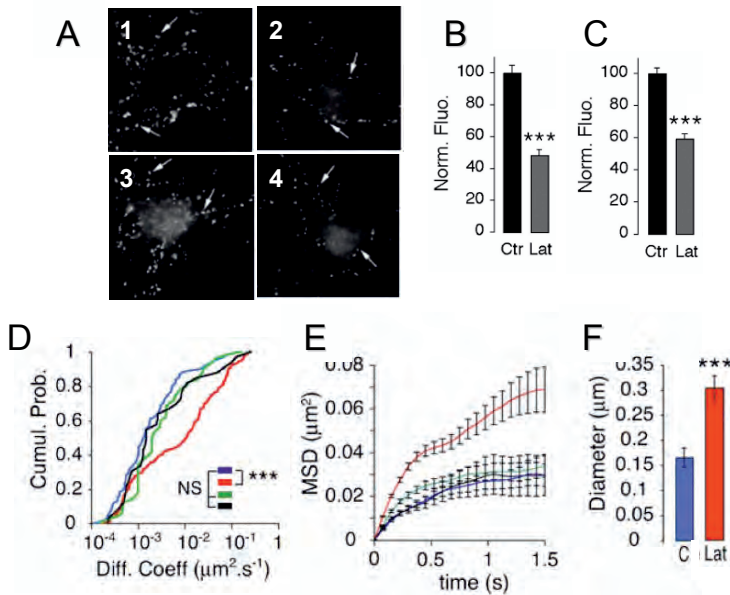 A
1
2
3
4
B
Norm. Fluo.
100
80
60
40
20
0
***
Ctr Lat
C
Norm. Fluo.
100
80
60
40
20
0
***
Ctr Lat
D
Cumul. Prob.
1
0.8
0.6
0.4
0.2
0
NS
***
10-4 10-3 10-2 10-1 1
Diff. Coeff (µm2.s-1)
E
MSD (µm2)
0.08
0.06
0.04
0.02
0
0 0.5 1.0 1.5
time (s)
F
Diameter (µm)
0.35
0.3
0.2
0.15
0.1
0.05
0
***
C Lat